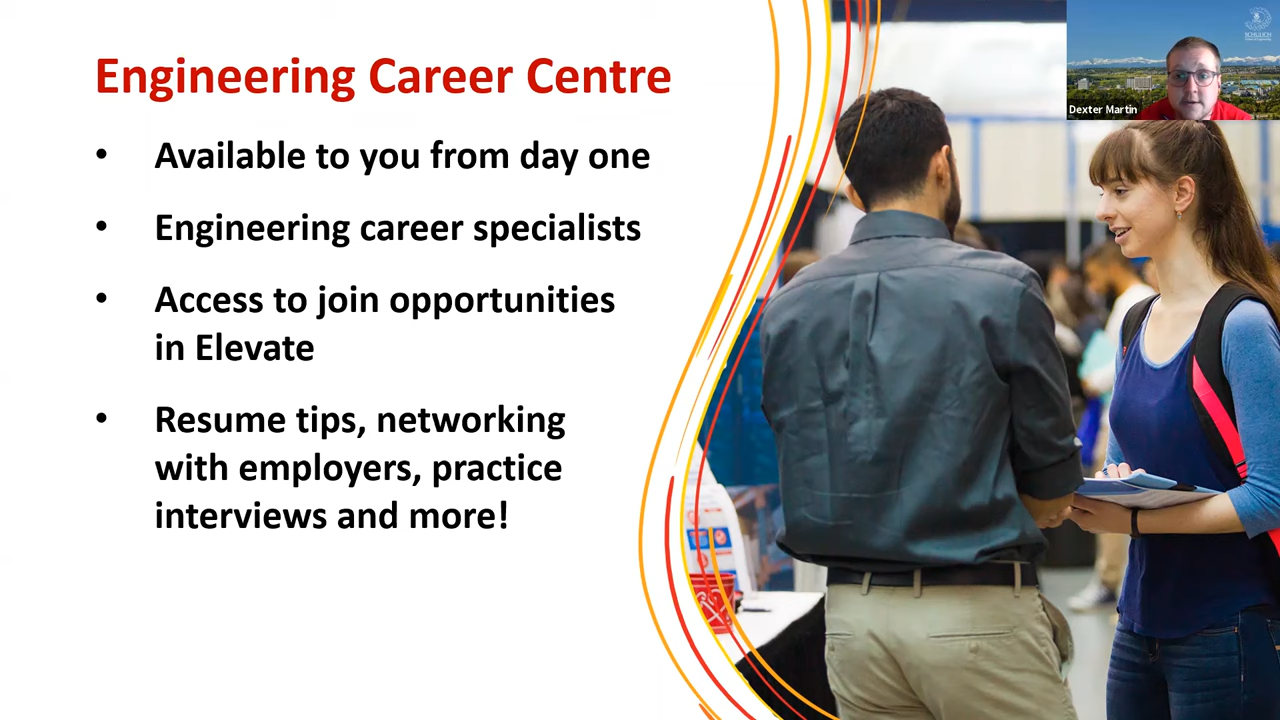 Engineering Career Centre
• Available to you from day one
• Engineering career specialists
• Access to join opportunities
in Elevate
• Resume tips, networking
with employers, practice
interviews and more!
SCHULICH
Dexter Martin